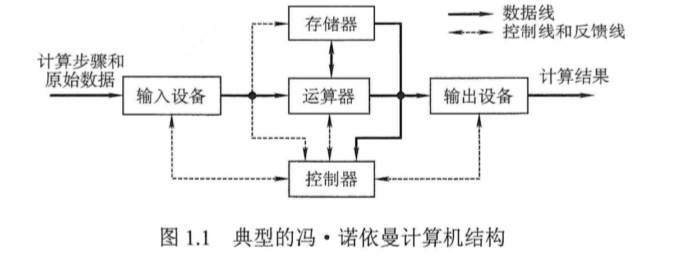 存储器
数据线
控制线和反馈线
计算步骤和
原始数据
输入设备
运算器
输出设备
计算结果
控制器
图 1.1 典型的冯·诺依曼计算机结构